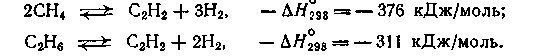 2CH₄ ⇌ C₂H₂ + 3H₂, − ΔH°₂₉₈ = − 376 кДж/моль;
C₂H₆ ⇌ C₂H₂ + 2H₂, − ΔH°₂₉₈ = − 311 кДж/моль.